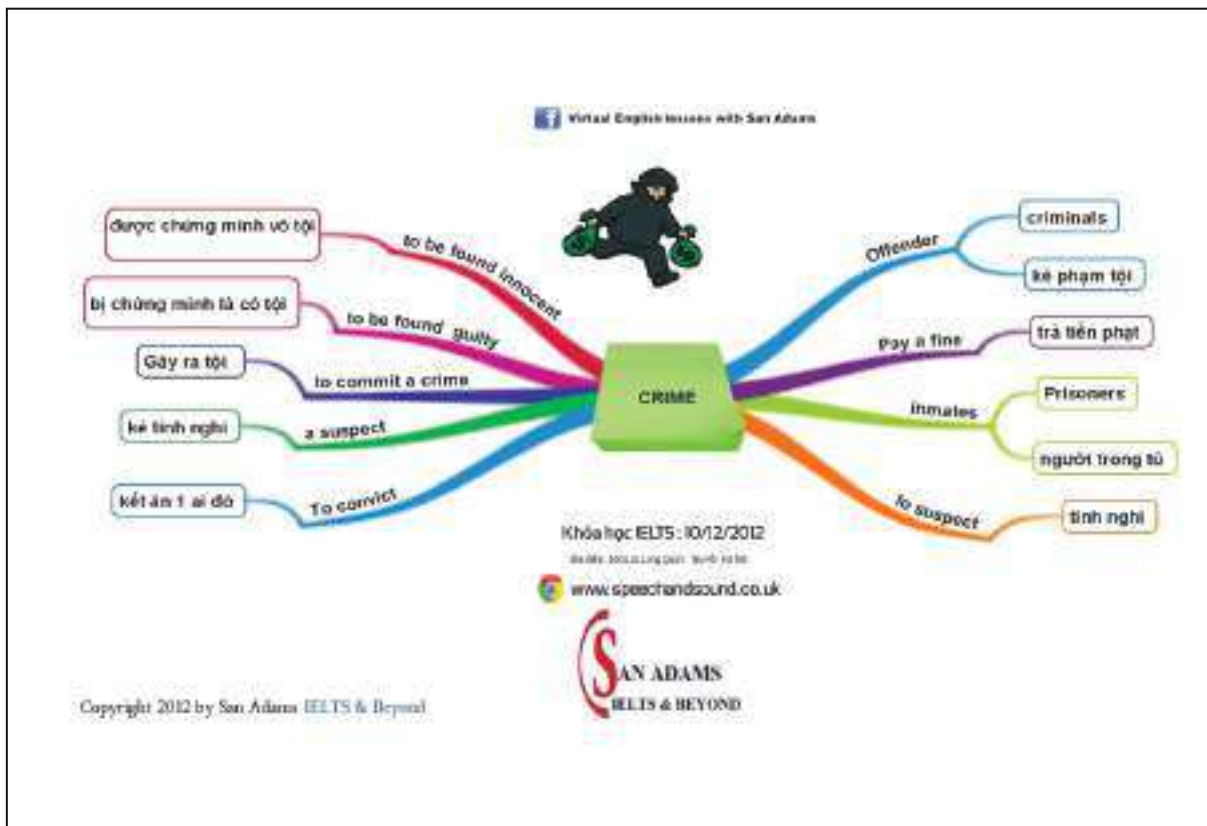 Virtual English lessons with San Adams
được chứng minh vô tội
to be found innocent
bị chứng minh là có tội
to be found guilty
Gây ra tội
to commit a crime
kẻ tình nghi
a suspect
kết án 1 ai đó
To convict
CRIME
Offender
criminals
kẻ phạm tội
Pay a fine
trả tiền phạt
inmates
Prisoners
người trong tù
to suspect
tình nghi
Khóa học IELTS : 10/12/2012
www.speechandsound.co.uk
SAN ADAMS
IELTS & BEYOND
Copyright 2012 by San Adams IELTS & Beyond